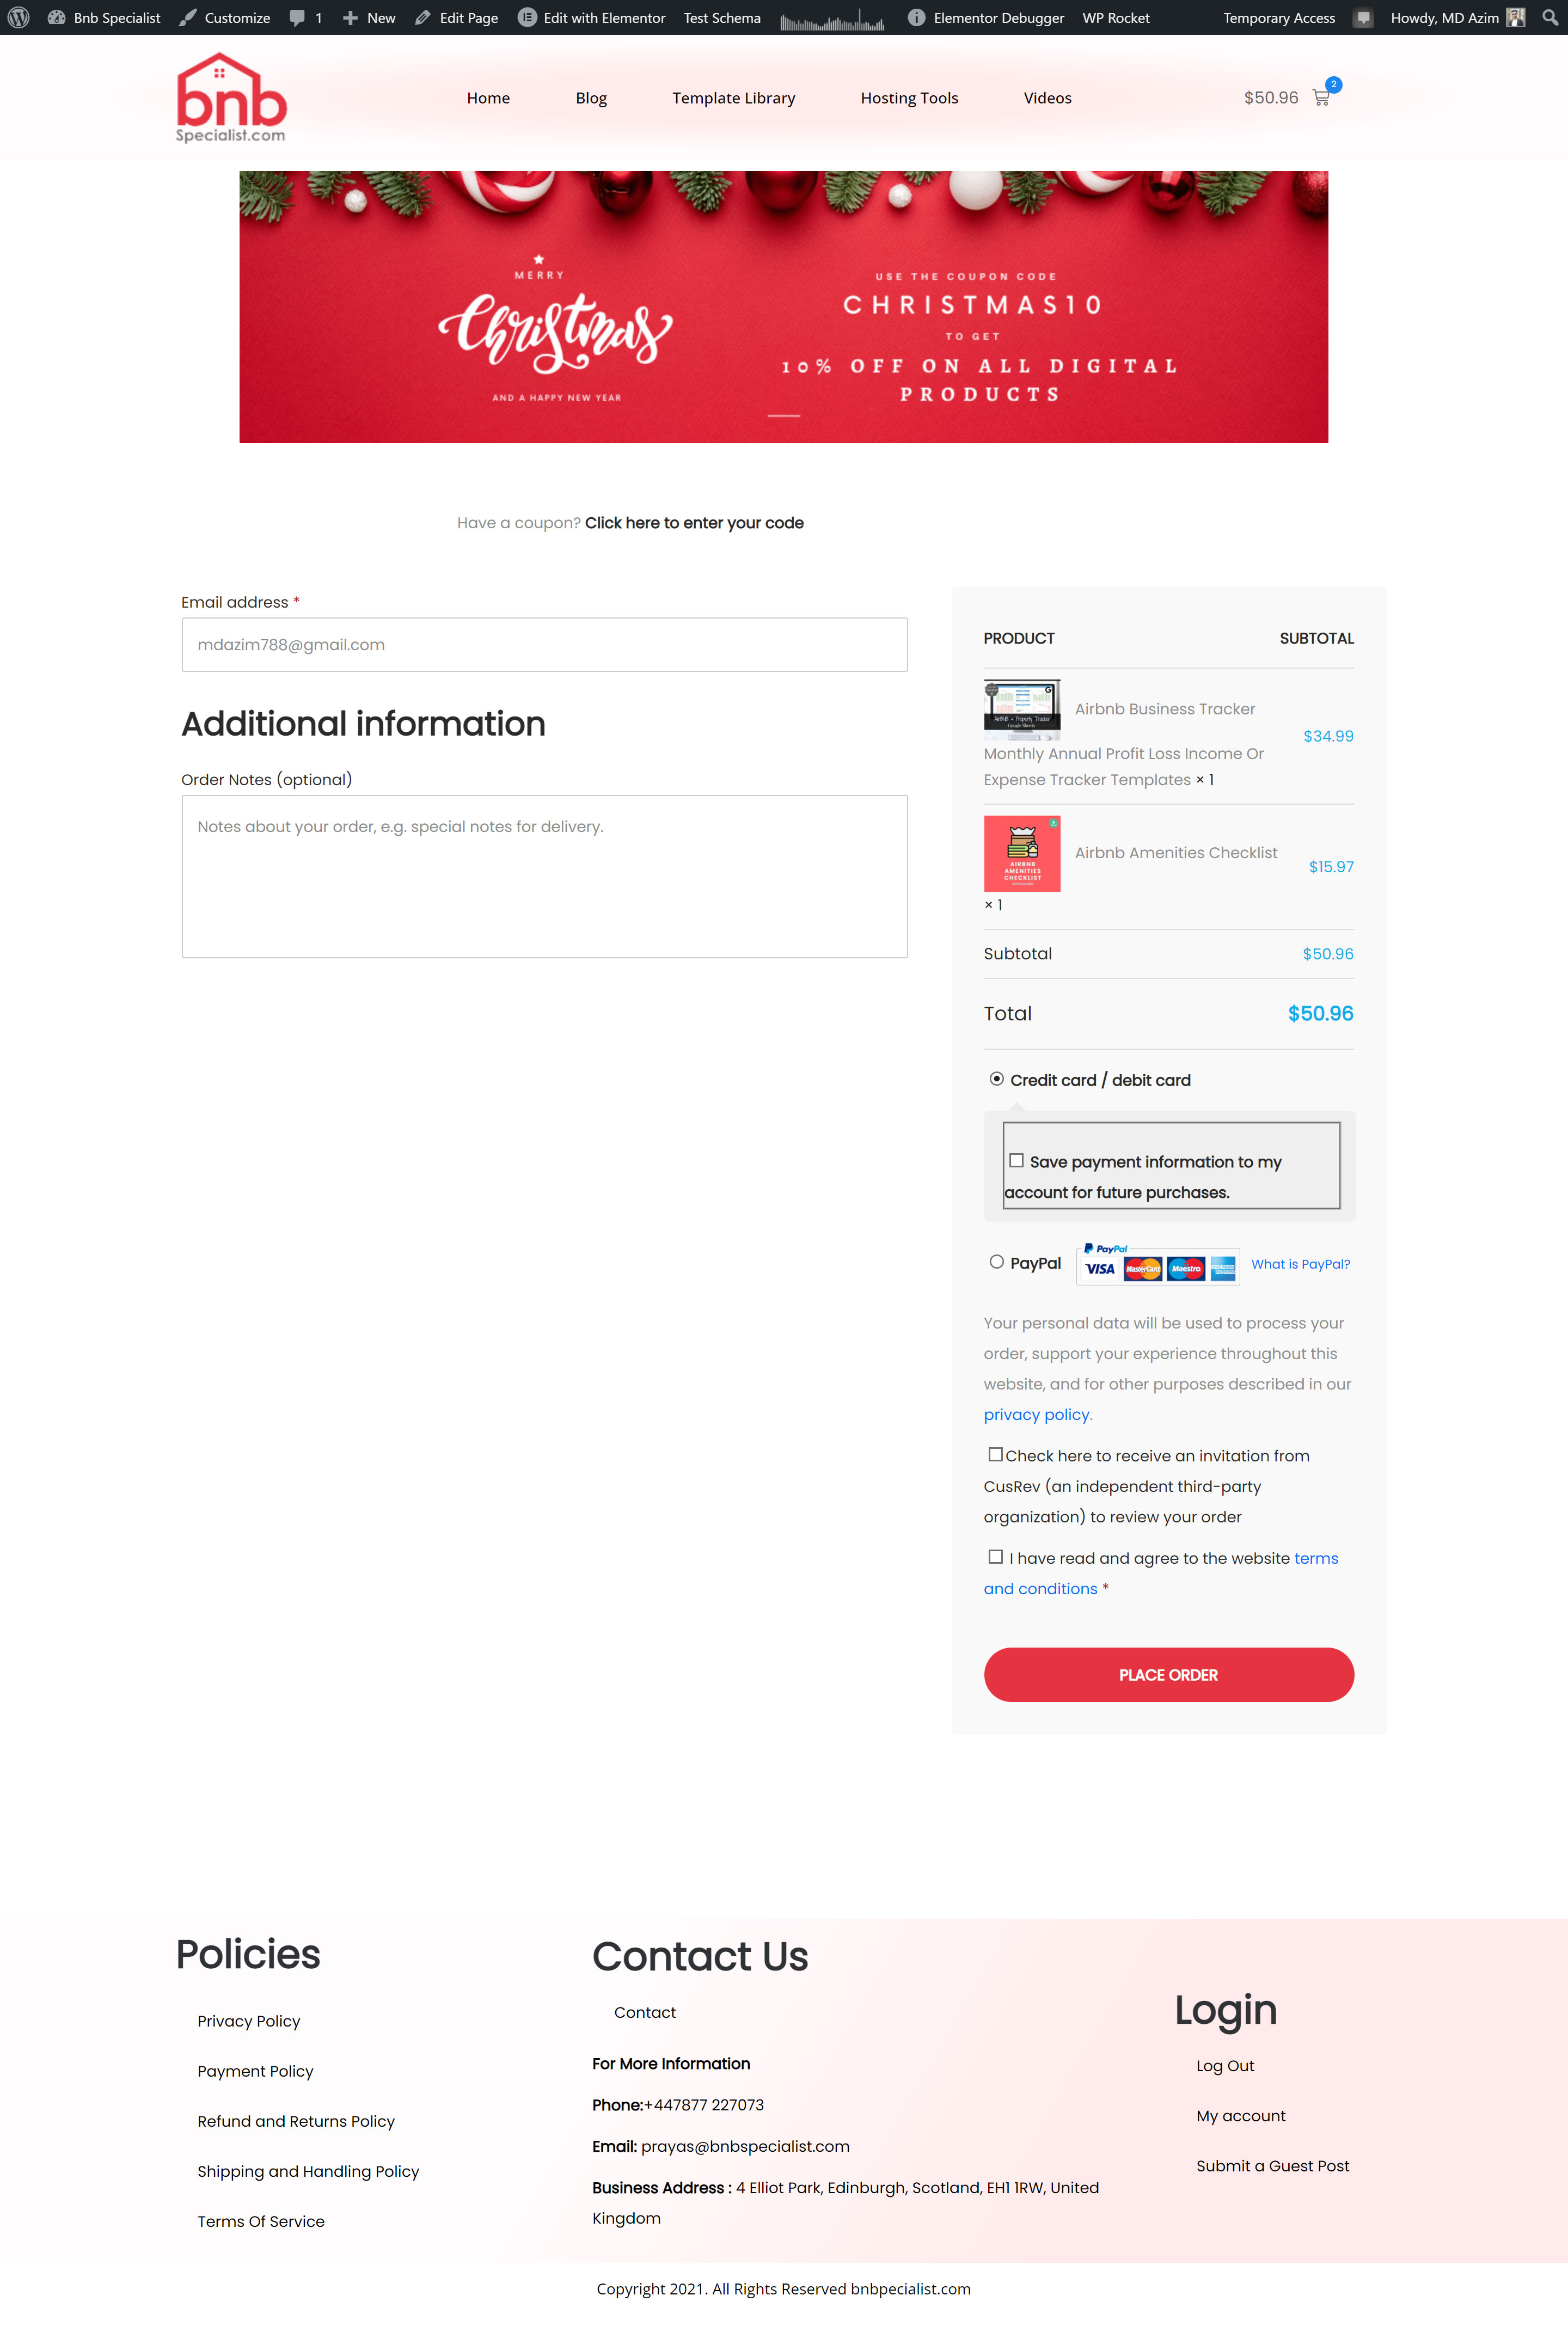 Bnb Specialist Customize 1 New Edit Page Edit with Elementor Test Schema Elementor Debugger WP Rocket Temporary Access Howdy, MD Azim
bnb
Specialist.com
Home Blog Template Library Hosting Tools Videos $50.96 2
MERRY
Christmas
AND A HAPPY NEW YEAR
USE THE COUPON CODE
CHRISTMAS10
TO GET
10% OFF ON ALL DIGITAL
PRODUCTS
Have a coupon? Click here to enter your code
Email address *
mdazim788@gmail.com
Additional information
Order Notes (optional)
Notes about your order, e.g. special notes for delivery.
PRODUCT SUBTOTAL
Airbnb + Property Tracker
Google Sheets
Airbnb Business Tracker
Monthly Annual Profit Loss Income Or
Expense Tracker Templates × 1
$34.99
AIRBNB
AMENITIES
CHECKLIST
Airbnb Amenities Checklist
× 1
$15.97
Subtotal $50.96
Total $50.96
Credit card / debit card
Save payment information to my
account for future purchases.
PayPal
PayPal
VISA MasterCard Maestro
What is PayPal?
Your personal data will be used to process your
order, support your experience throughout this
website, and for other purposes described in our
privacy policy.
Check here to receive an invitation from
CusRev (an independent third-party
organization) to review your order
I have read and agree to the website terms
and conditions *
PLACE ORDER
Policies
Privacy Policy
Payment Policy
Refund and Returns Policy
Shipping and Handling Policy
Terms Of Service
Contact Us
Contact
For More Information
Phone:+447877 227073
Email: prayas@bnbspecialist.com
Business Address : 4 Elliot Park, Edinburgh, Scotland, EH1 1RW, United
Kingdom
Login
Log Out
My account
Submit a Guest Post
Copyright 2021. All Rights Reserved bnbpecialist.com